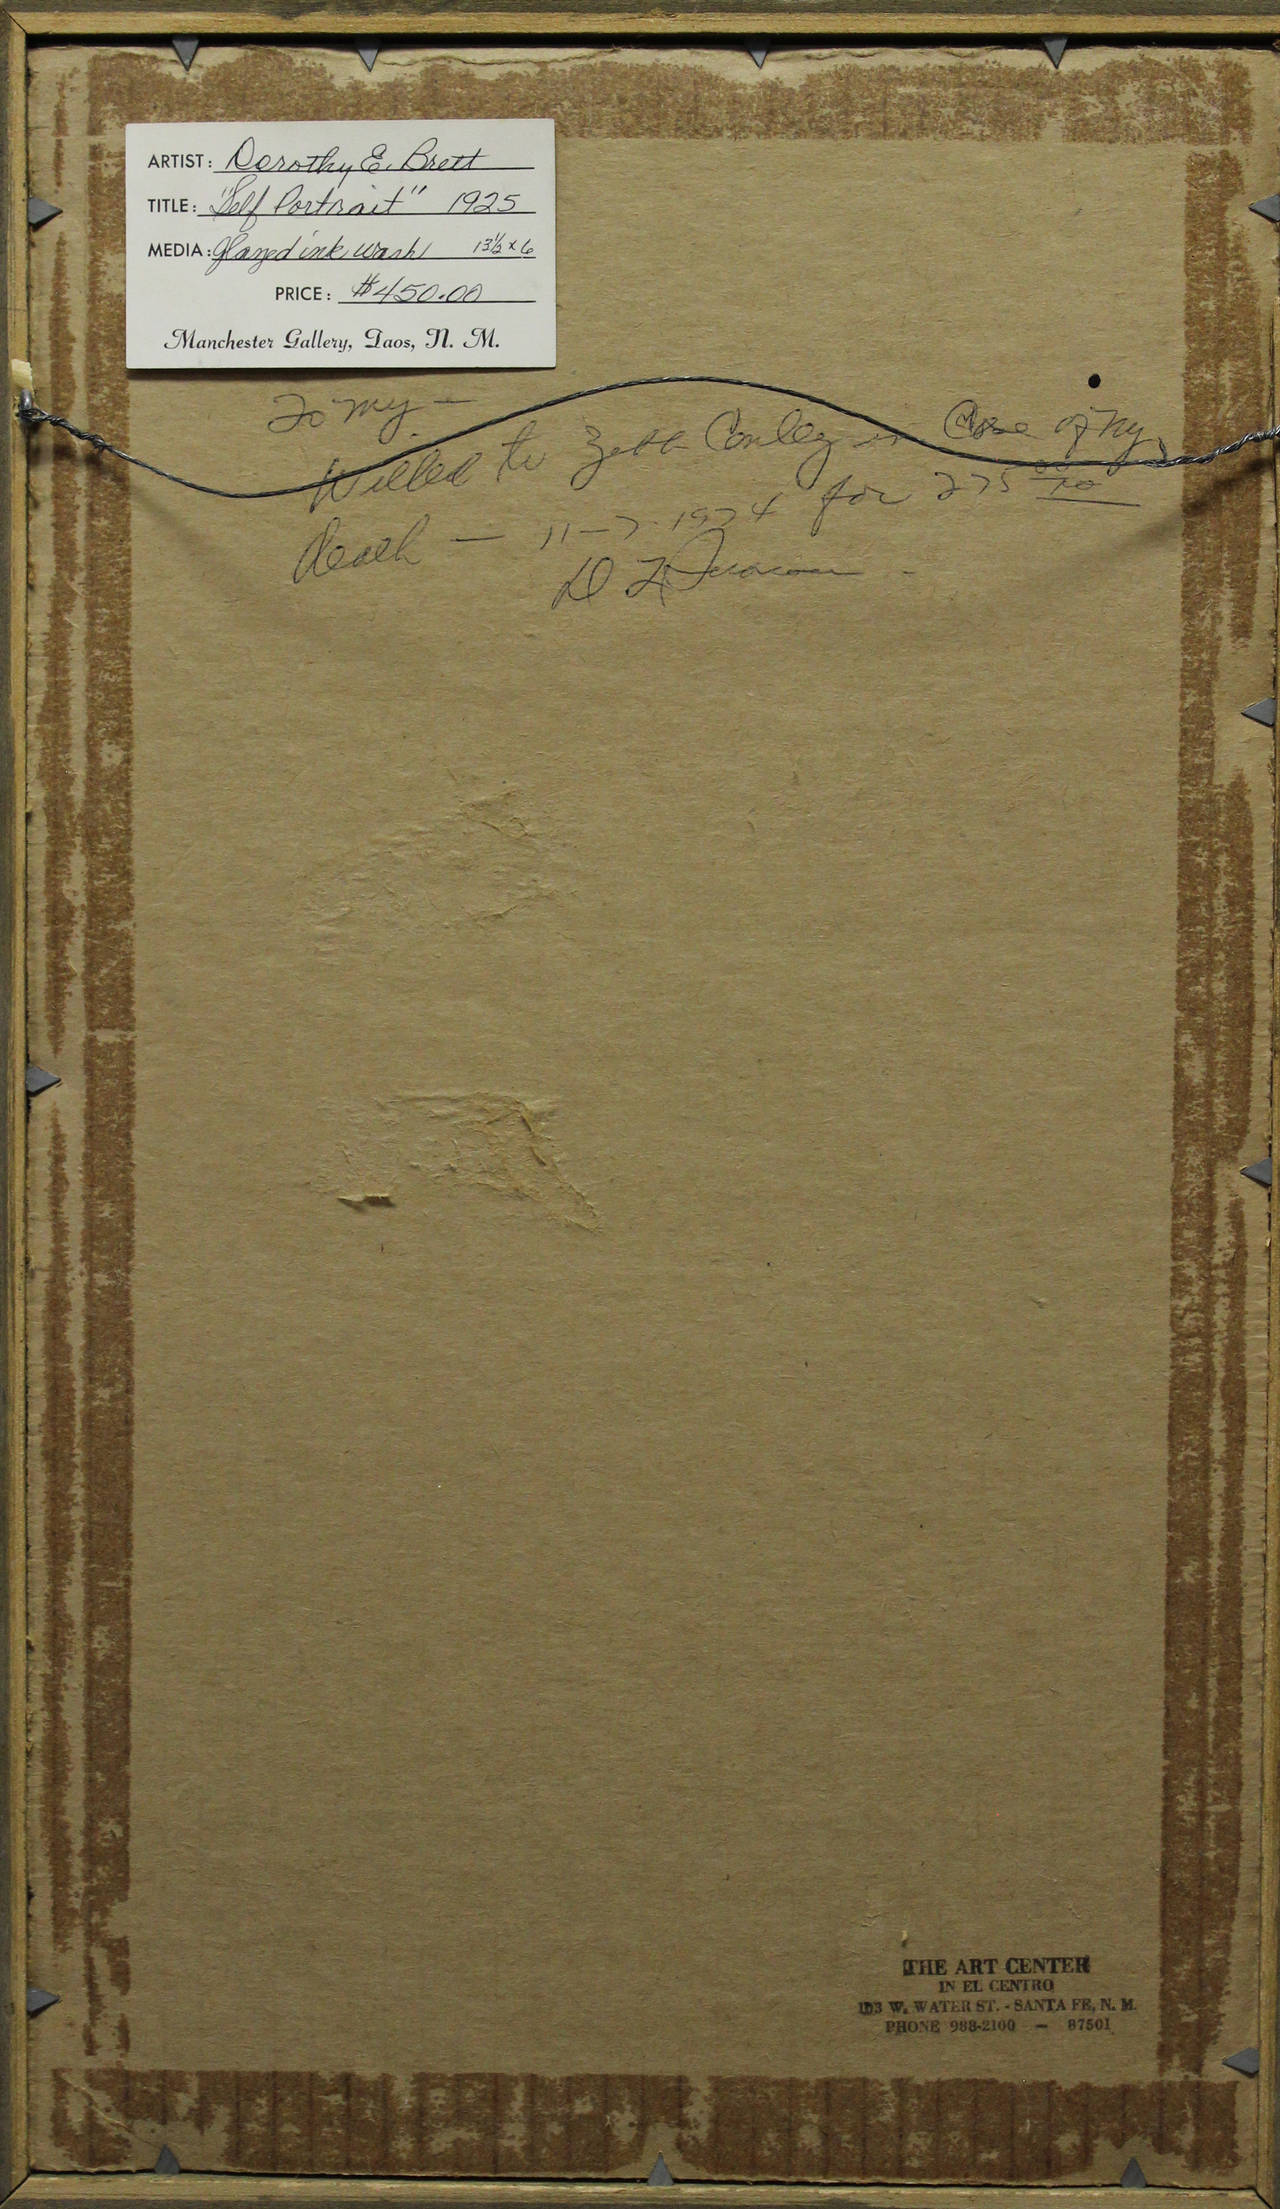 ARTIST: Dorothy E. Brett
TITLE: "Self Portrait" 1925
MEDIA: glazed ink wash 13½ x 6
PRICE: $450.00
Manchester Gallery, Taos, N. M.
To my —
Willed to Conley in Case of my
death — 11-7-1974 for 275 00
THE ART CENTER
IN EL CENTRO
103 W. WATER ST. - SANTA FE, N. M.
PHONE 988-2100 — 87501